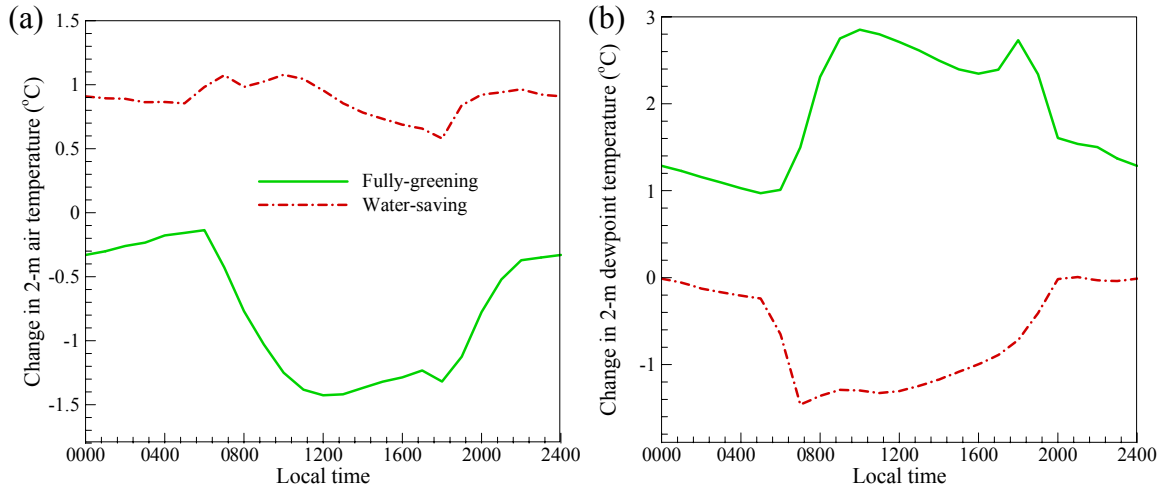 (a)
Change in 2-m air temperature (°C)
1.5
1
0.5
0
-0.5
-1
-1.5
Fully-greening
Water-saving
0000 0400 0800 1200 1600 2000 2400
Local time
(b)
Change in 2-m dewpoint temperature (°C)
3
2
1
0
-1
0000 0400 0800 1200 1600 2000 2400
Local time